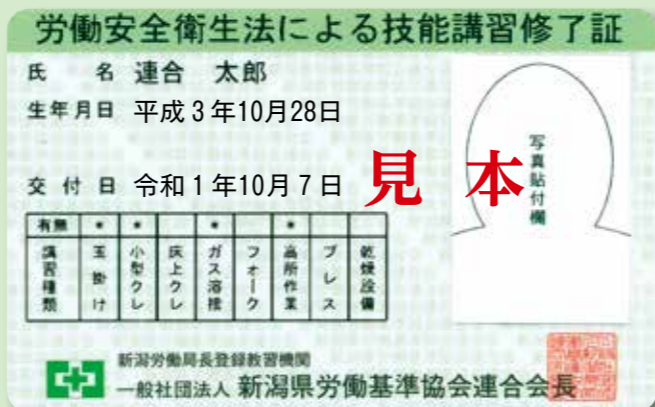 労働安全衛生法による技能講習修了証
氏 名 連合 太郎
生年月日 平成3年10月28日
交付日 令和1年10月7日
見本
写真貼付欄
有無 * * * *
講習種類 玉掛け 小型クレ 床上クレ ガス溶接 フォーク 高所作業 プレス 乾燥設備
新潟労働局長登録教習機関
一般社団法人 新潟県労働基準協会連合会長